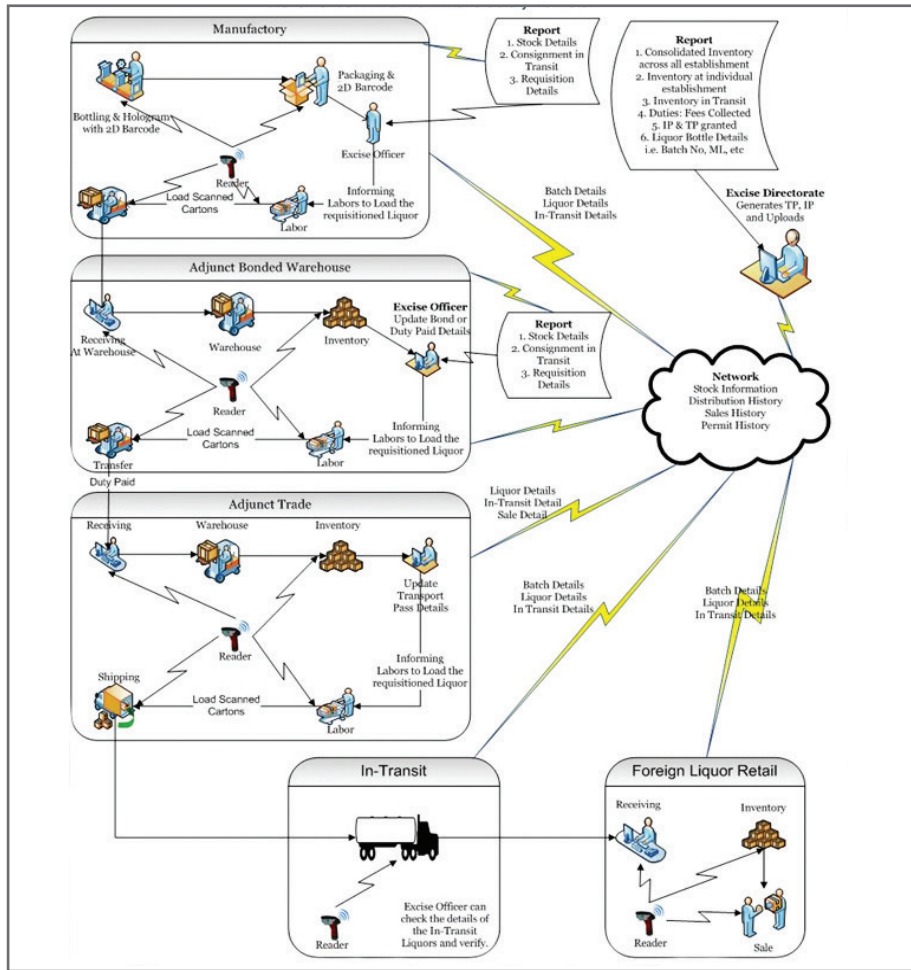 Manufactory
Bottling & Hologram
with 2D Barcode
Packaging &
2D Barcode
Excise Officer
Reader
Load Scanned
Cartons
Labor
Informing
Labors to Load the
requisitioned Liquor
Report
1. Stock Details
2. Consignment in
Transit
3. Requisition
Details
Report
1. Consolidated Inventory
across all establishment
2. Inventory at individual
establishment
3. Inventory in Transit
4. Duties: Fees Collected
5. IP & TP granted
6. Liquor Bottle Details
i.e. Batch No, ML, etc
Batch Details
Liquor Details
In-Transit Details
Excise Directorate
Generates TP, IP
and Uploads
Adjunct Bonded Warehouse
Receiving
At Warehouse
Warehouse
Inventory
Excise Officer
Update Bond or
Duty Paid Details
Reader
Load Scanned
Cartons
Transfer
Labor
Informing
Labors to Load the
requisitioned Liquor
Report
1. Stock Details
2. Consignment in
Transit
3. Requisition
Details
Network
Stock Information
Distribution History
Sales History
Permit History
Duty Paid
Adjunct Trade
Receiving
Warehouse
Inventory
Update
Transport
Pass Details
Reader
Shipping
Load Scanned
Cartons
Labor
Informing
Labors to Load the
requisitioned Liquor
Liquor Details
In-Transit Detail
Sale Detail
Batch Details
Liquor Details
In Transit Details
Batch Details
Liquor Details
In Transit Details
In-Transit
Reader
Excise Officer can
check the details of
the In-Transit
Liquors and verify.
Foreign Liquor Retail
Receiving
Inventory
Reader
Sale